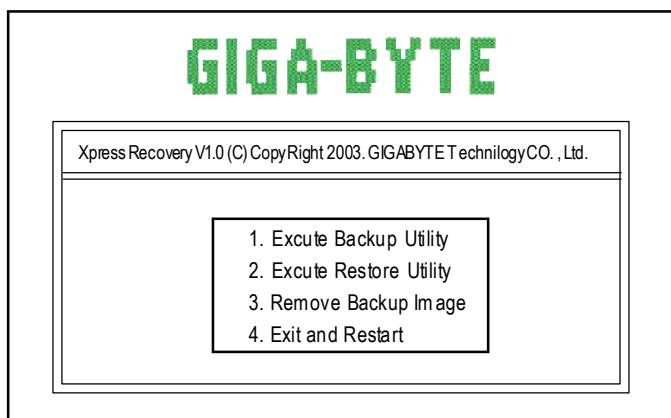 GIGA-BYTE
Xpress Recovery V1.0 (C) CopyRight 2003. GIGABYTE Technilogy CO. , Ltd.
1. Excute Backup Utility
2. Excute Restore Utility
3. Remove Backup Image
4. Exit and Restart